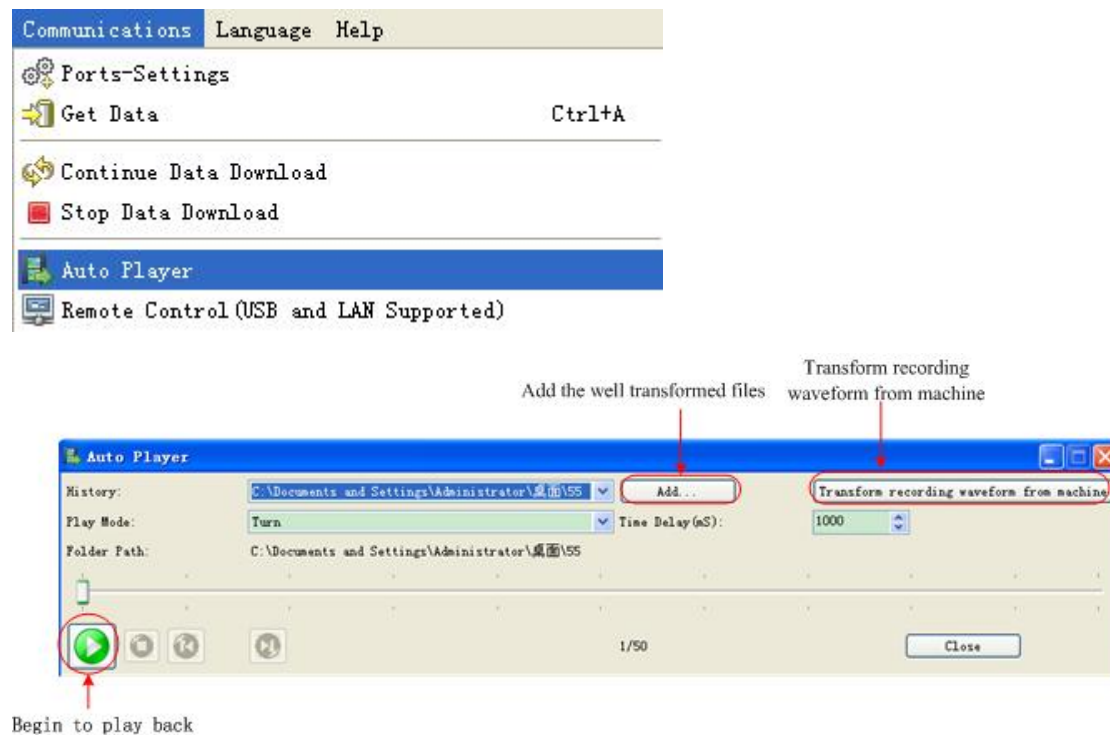 Communications Language Help
Ports-Settings
Get Data Ctrl+A
Continue Data Download
Stop Data Download
Auto Player
Remote Control(USB and LAN Supported)
Transform recording
waveform from machine
Add the well transformed files
Auto Player
History: C:\Documents and Settings\Administrator\桌面\55 Add... Transform recording waveform from machine
Play Mode: Turn Time Delay(mS): 1000
Folder Path: C:\Documents and Settings\Administrator\桌面\55
1/50 Close
Begin to play back